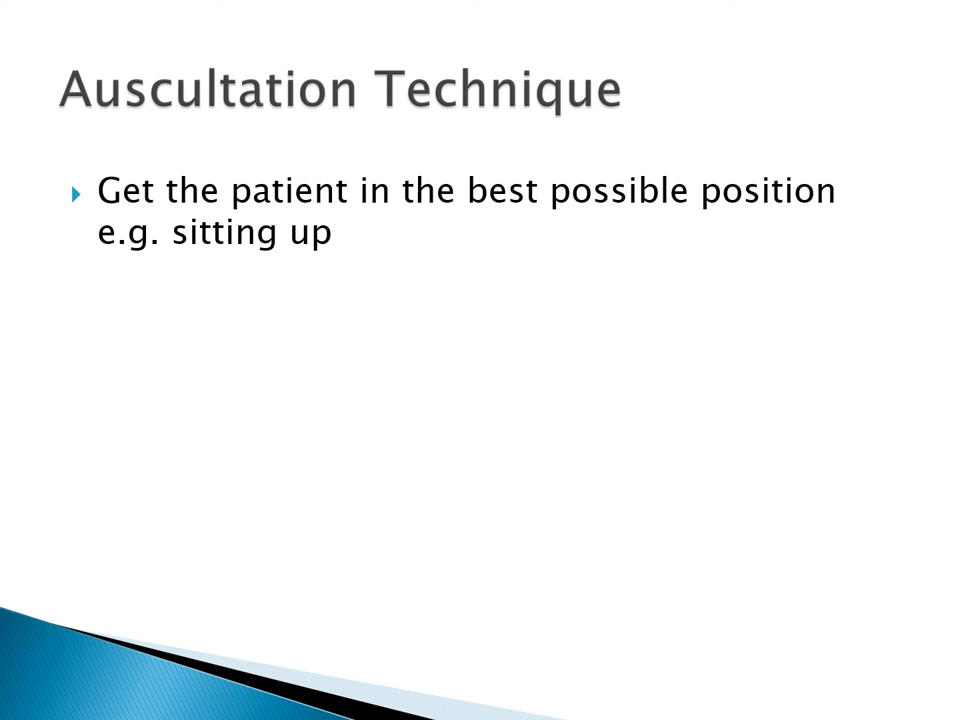 Auscultation Technique
Get the patient in the best possible position
e.g. sitting up